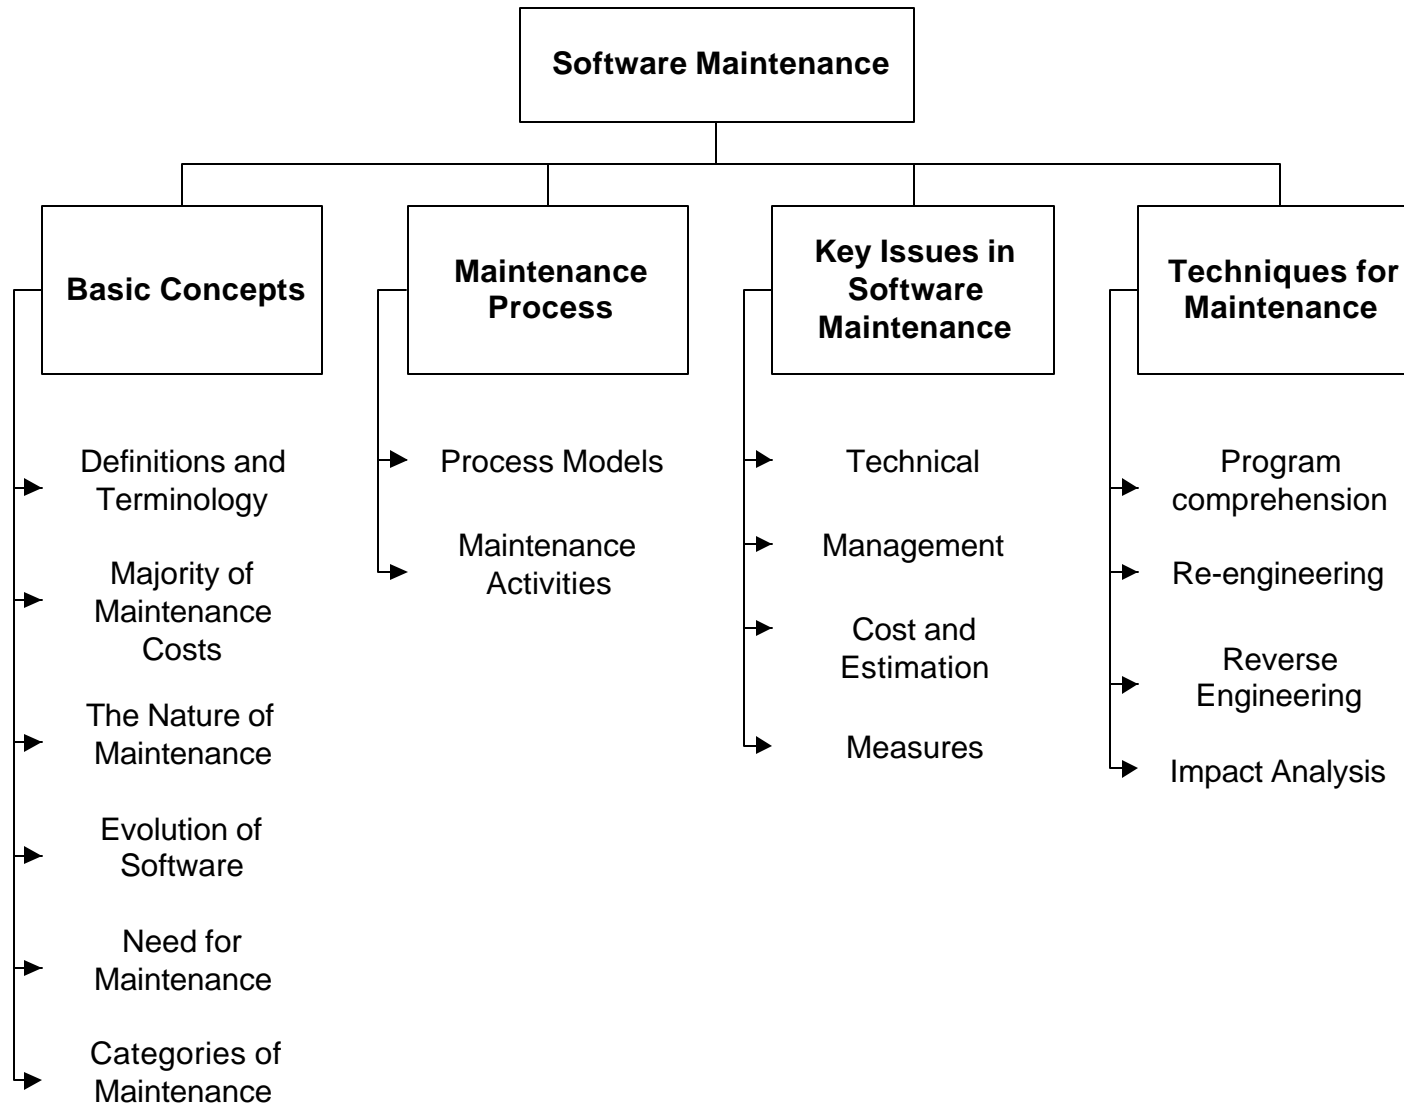 Software Maintenance
Basic Concepts
Definitions and
Terminology
Majority of
Maintenance
Costs
The Nature of
Maintenance
Evolution of
Software
Need for
Maintenance
Categories of
Maintenance
Maintenance
Process
Process Models
Maintenance
Activities
Key Issues in
Software
Maintenance
Technical
Management
Cost and
Estimation
Measures
Techniques for
Maintenance
Program
comprehension
Re-engineering
Reverse
Engineering
Impact Analysis